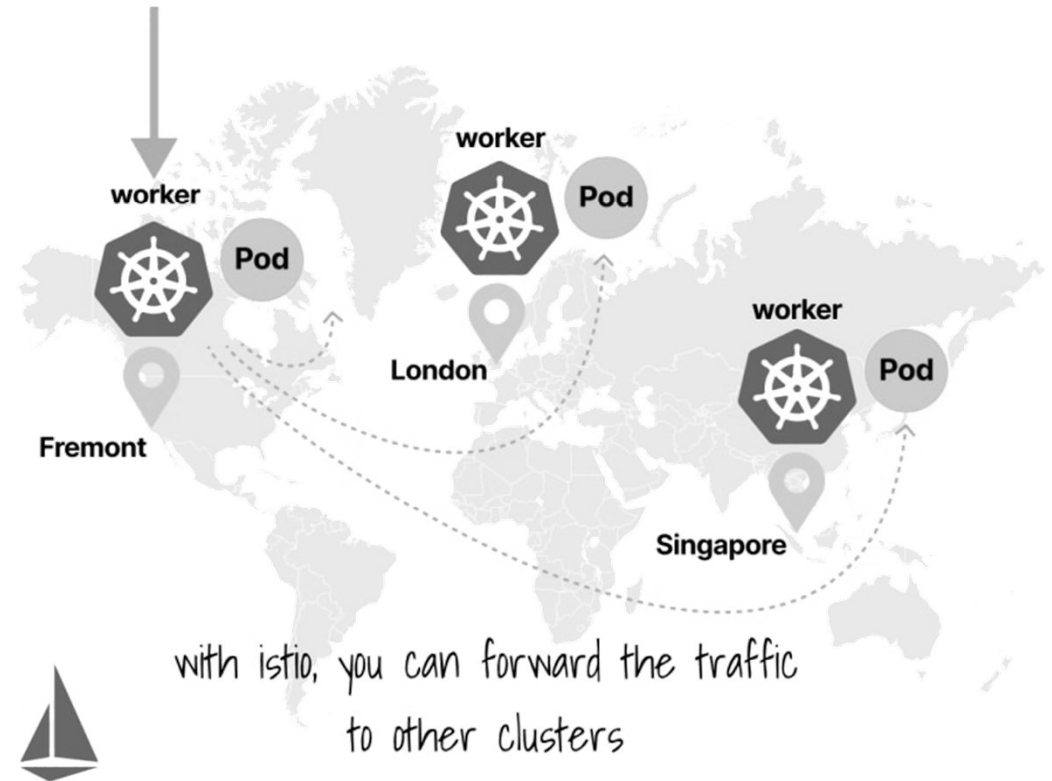 worker
Pod
Fremont
worker
Pod
London
worker
Pod
Singapore
with istio, you can forward the traffic
to other clusters